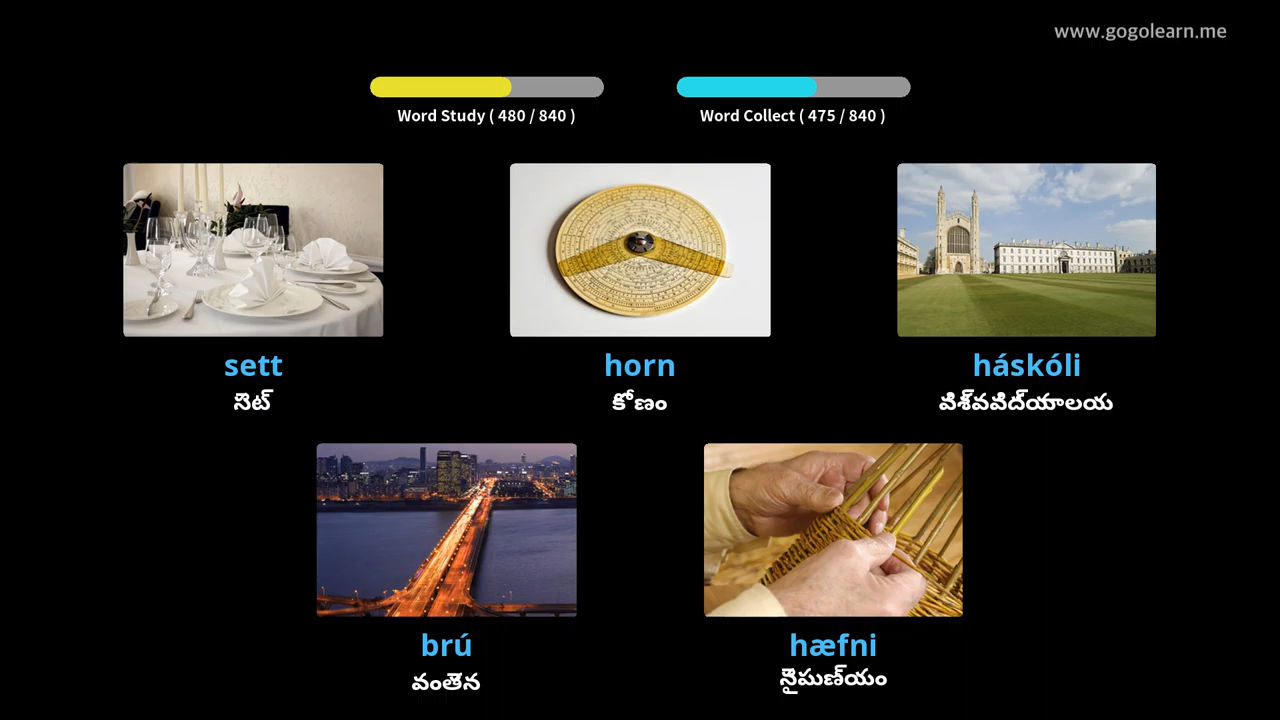 www.gogolearn.me
Word Study ( 480 / 840 )
Word Collect ( 475 / 840 )
sett
horn
háskóli
సెట్
కోణం
విశ్వవిద్యాలయ
brú
hæfni
వంతెన
నైపుణ్యం